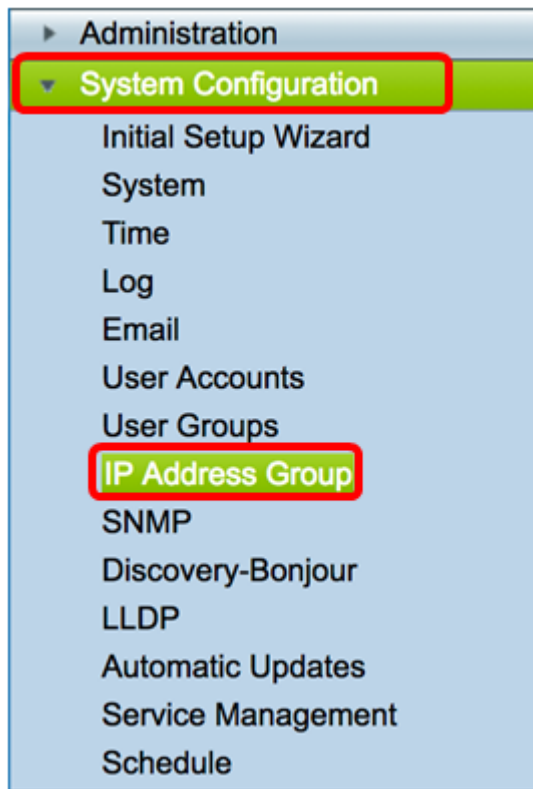 Administration
System Configuration
Initial Setup Wizard
System
Time
Log
Email
User Accounts
User Groups
IP Address Group
SNMP
Discovery-Bonjour
LLDP
Automatic Updates
Service Management
Schedule